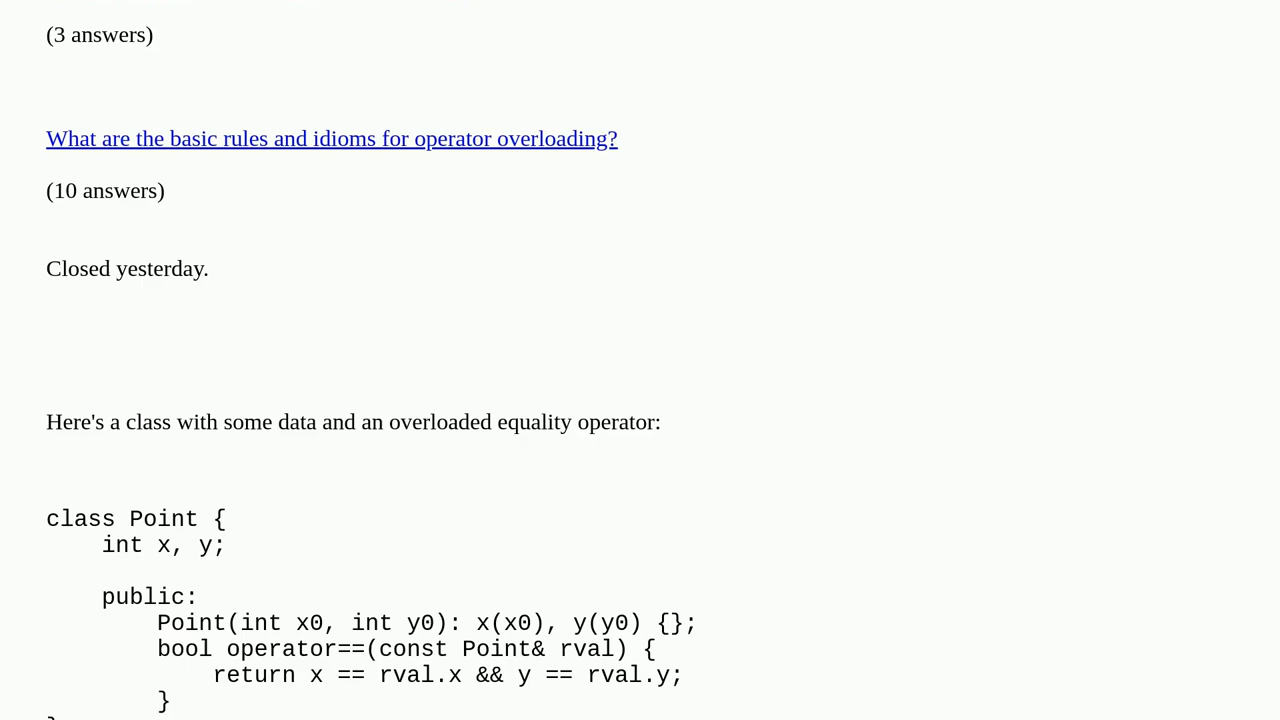 (3 answers)
What are the basic rules and idioms for operator overloading?
(10 answers)
Closed yesterday.
Here's a class with some data and an overloaded equality operator:
class Point {
    int x, y;
    public:
        Point(int x0, int y0): x(x0), y(y0) {};
        bool operator==(const Point& rval) {
            return x == rval.x && y == rval.y;
        }